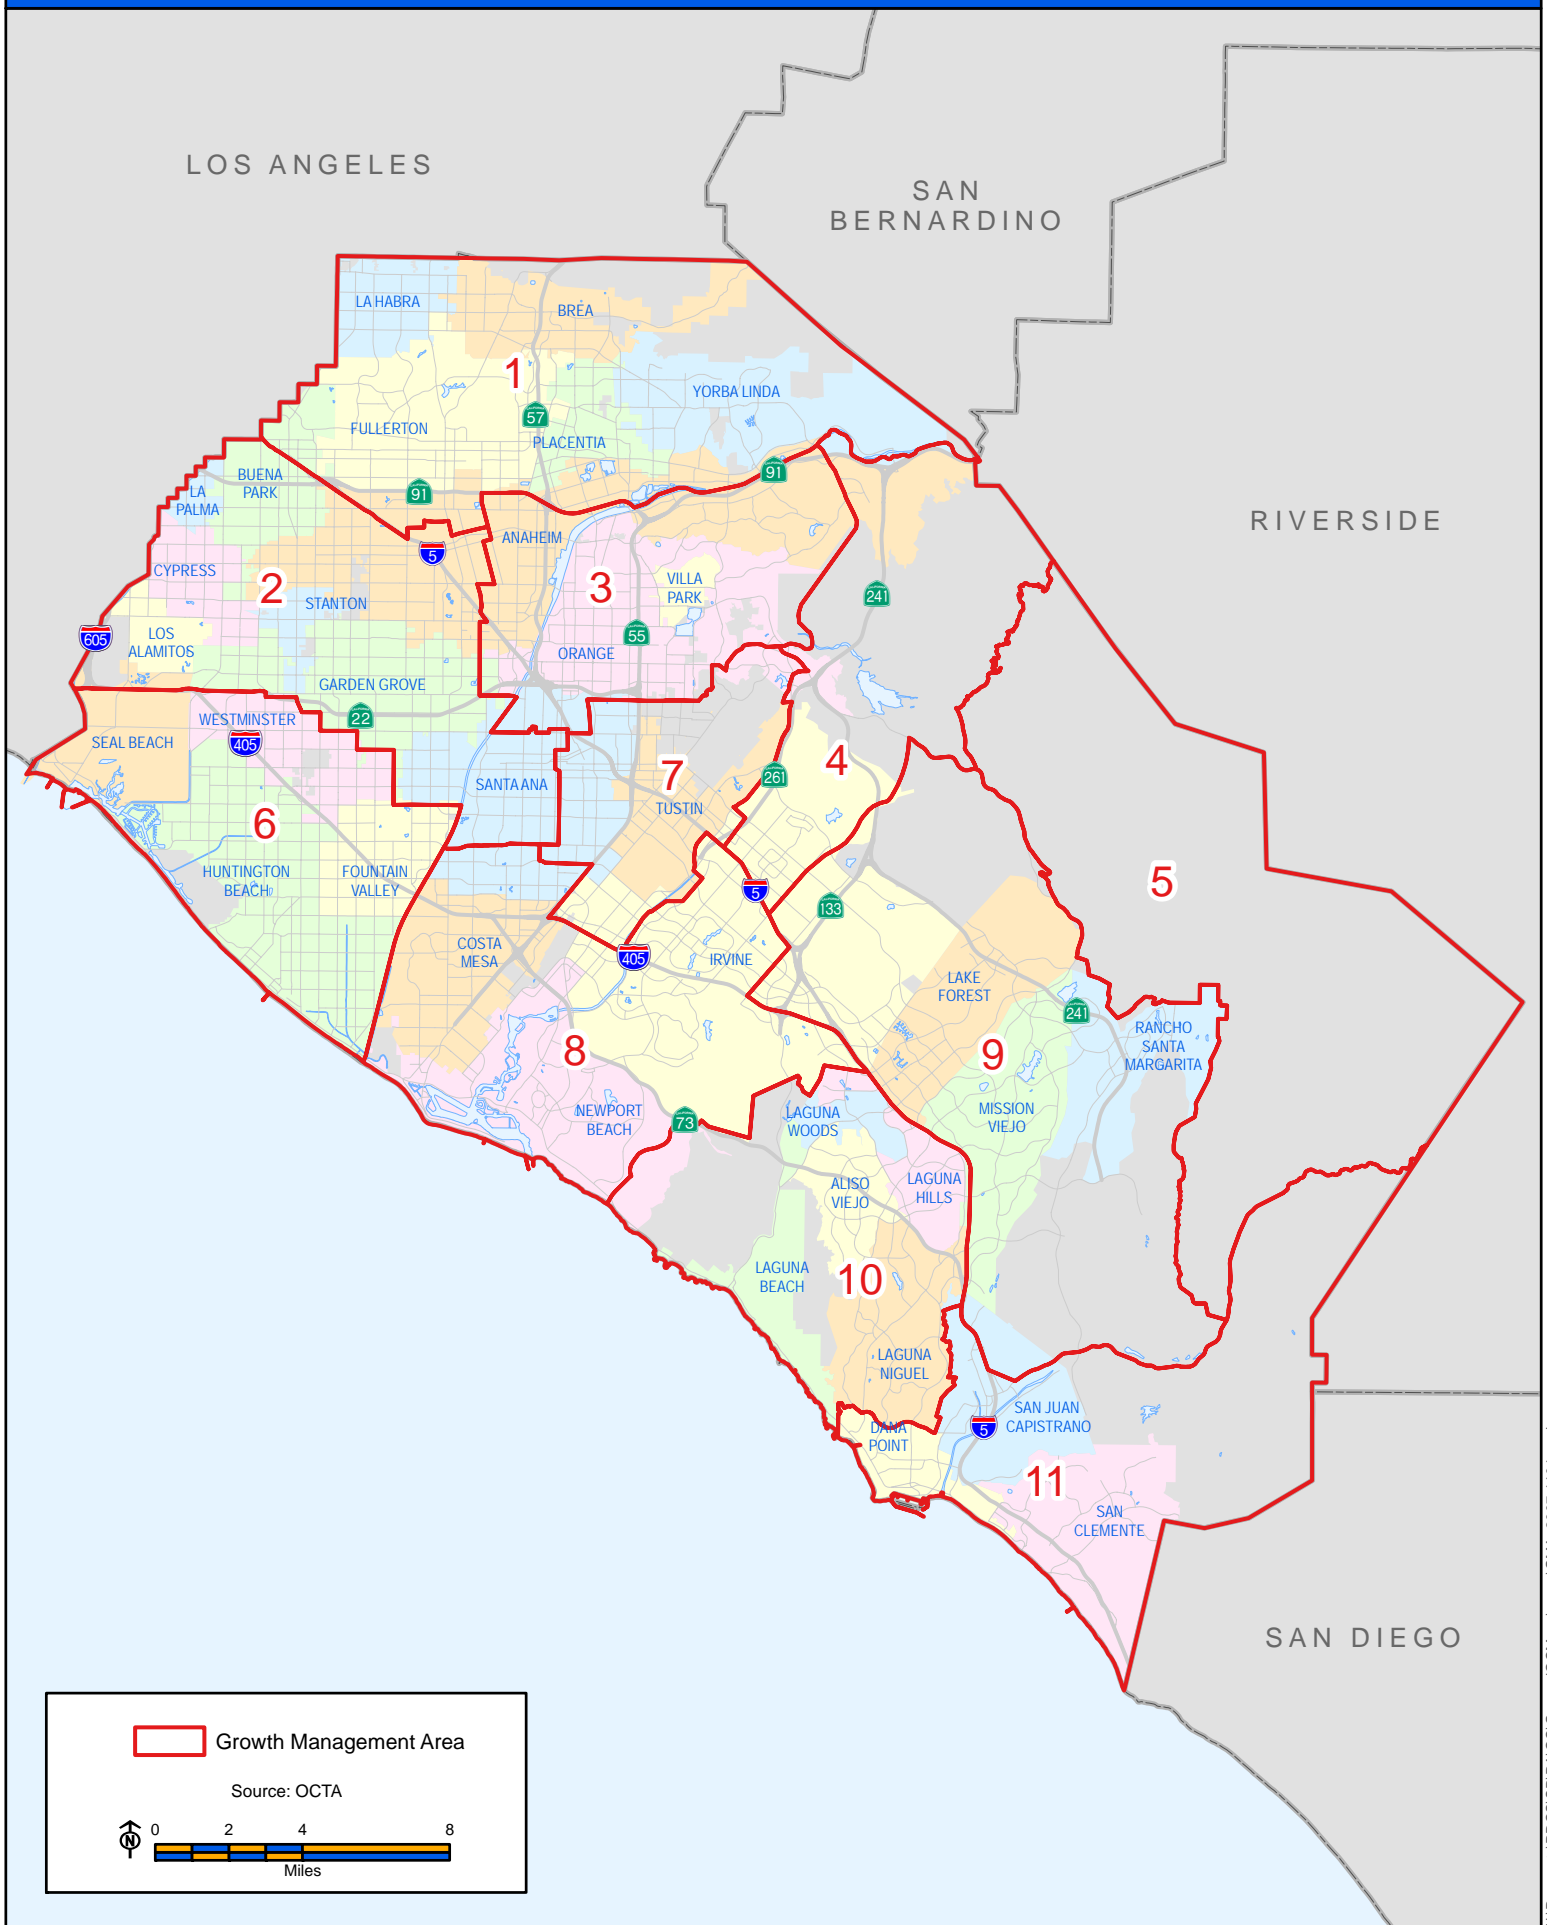 LOS ANGELES
SAN
BERNARDINO
RIVERSIDE
SAN DIEGO
LA HABRA
BREA
1
YORBA LINDA
57
FULLERTON
PLACENTIA
91
91
BUENA
PARK
LA
PALMA
ANAHEIM
5
CYPRESS
2
STANTON
3
VILLA
PARK
241
605
LOS
ALAMITOS
55
ORANGE
GARDEN GROVE
22
WESTMINSTER
405
SEAL BEACH
SANTA ANA
7
261
4
TUSTIN
6
HUNTINGTON
BEACH
FOUNTAIN
VALLEY
5
133
5
COSTA
MESA
405
IRVINE
LAKE
FOREST
241
RANCHO
SANTA
MARGARITA
8
9
NEWPORT
BEACH
73
LAGUNA
WOODS
MISSION
VIEJO
ALISO
VIEJO
LAGUNA
HILLS
LAGUNA
BEACH
10
LAGUNA
NIGUEL
DANA
POINT
5
SAN JUAN
CAPISTRANO
11
SAN
CLEMENTE
Growth Management Area
Source: OCTA
N
0 2 4 8
Miles